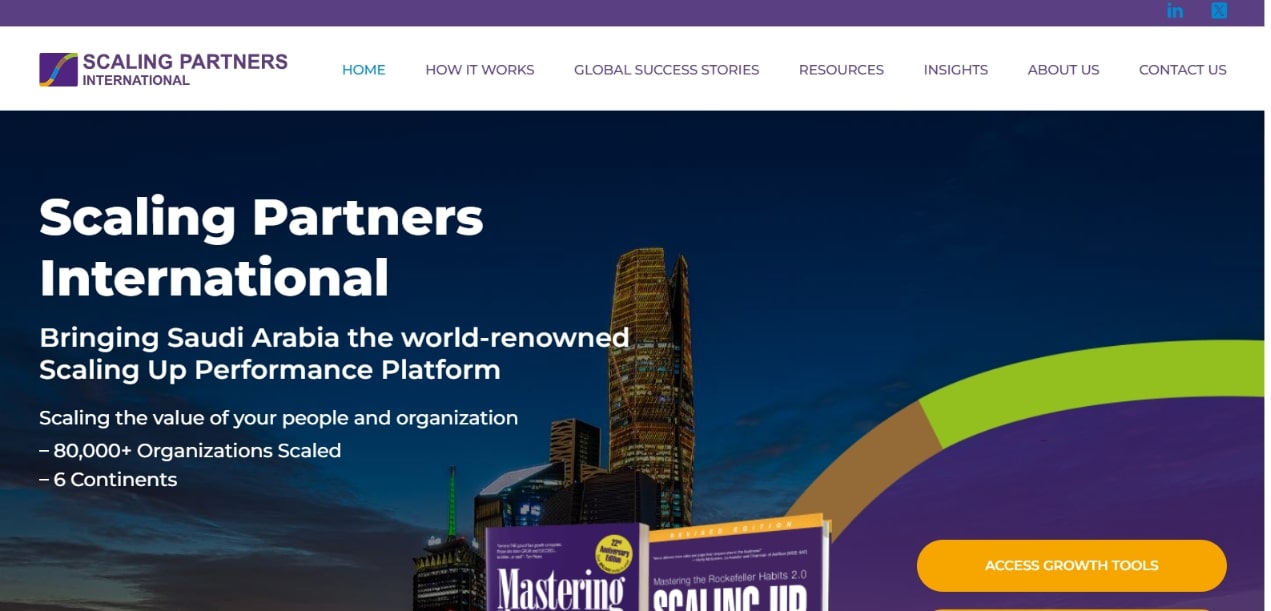 SCALING PARTNERS
INTERNATIONAL
HOME
HOW IT WORKS
GLOBAL SUCCESS STORIES
RESOURCES
INSIGHTS
ABOUT US
CONTACT US
Scaling Partners
International
Bringing Saudi Arabia the world-renowned
Scaling Up Performance Platform
Scaling the value of your people and organization
– 80,000+ Organizations Scaled
– 6 Continents
REVISED EDITION
22nd
Anniversary
Edition
Mastering
Mastering the Rockefeller Habits 2.0
SCALING UP
ACCESS GROWTH TOOLS